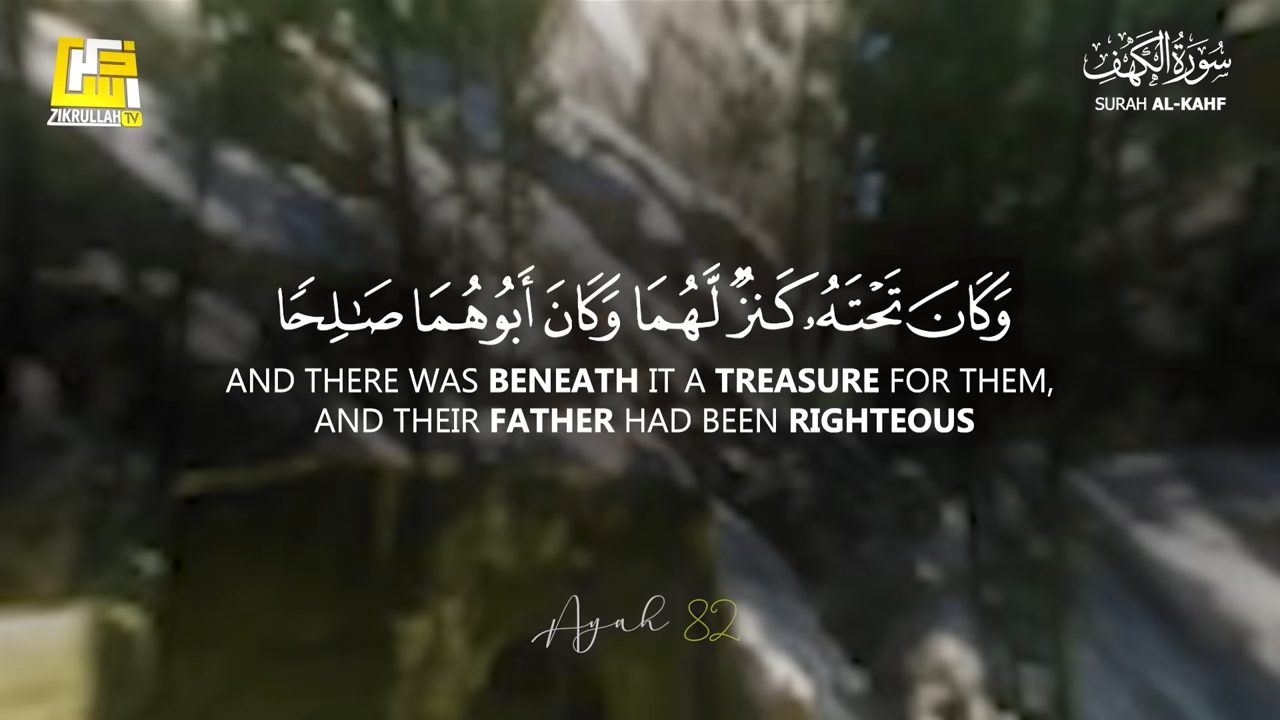 ZIKRULLAH TV
سُورَةُ الكَهْفِ
SURAH AL-KAHF
وَكَانَ تَحْتَهُۥ كَنزٌ لَّهُمَا وَكَانَ أَبُوهُمَا صَـٰلِحًا
AND THERE WAS BENEATH IT A TREASURE FOR THEM,
AND THEIR FATHER HAD BEEN RIGHTEOUS
Ayah 82